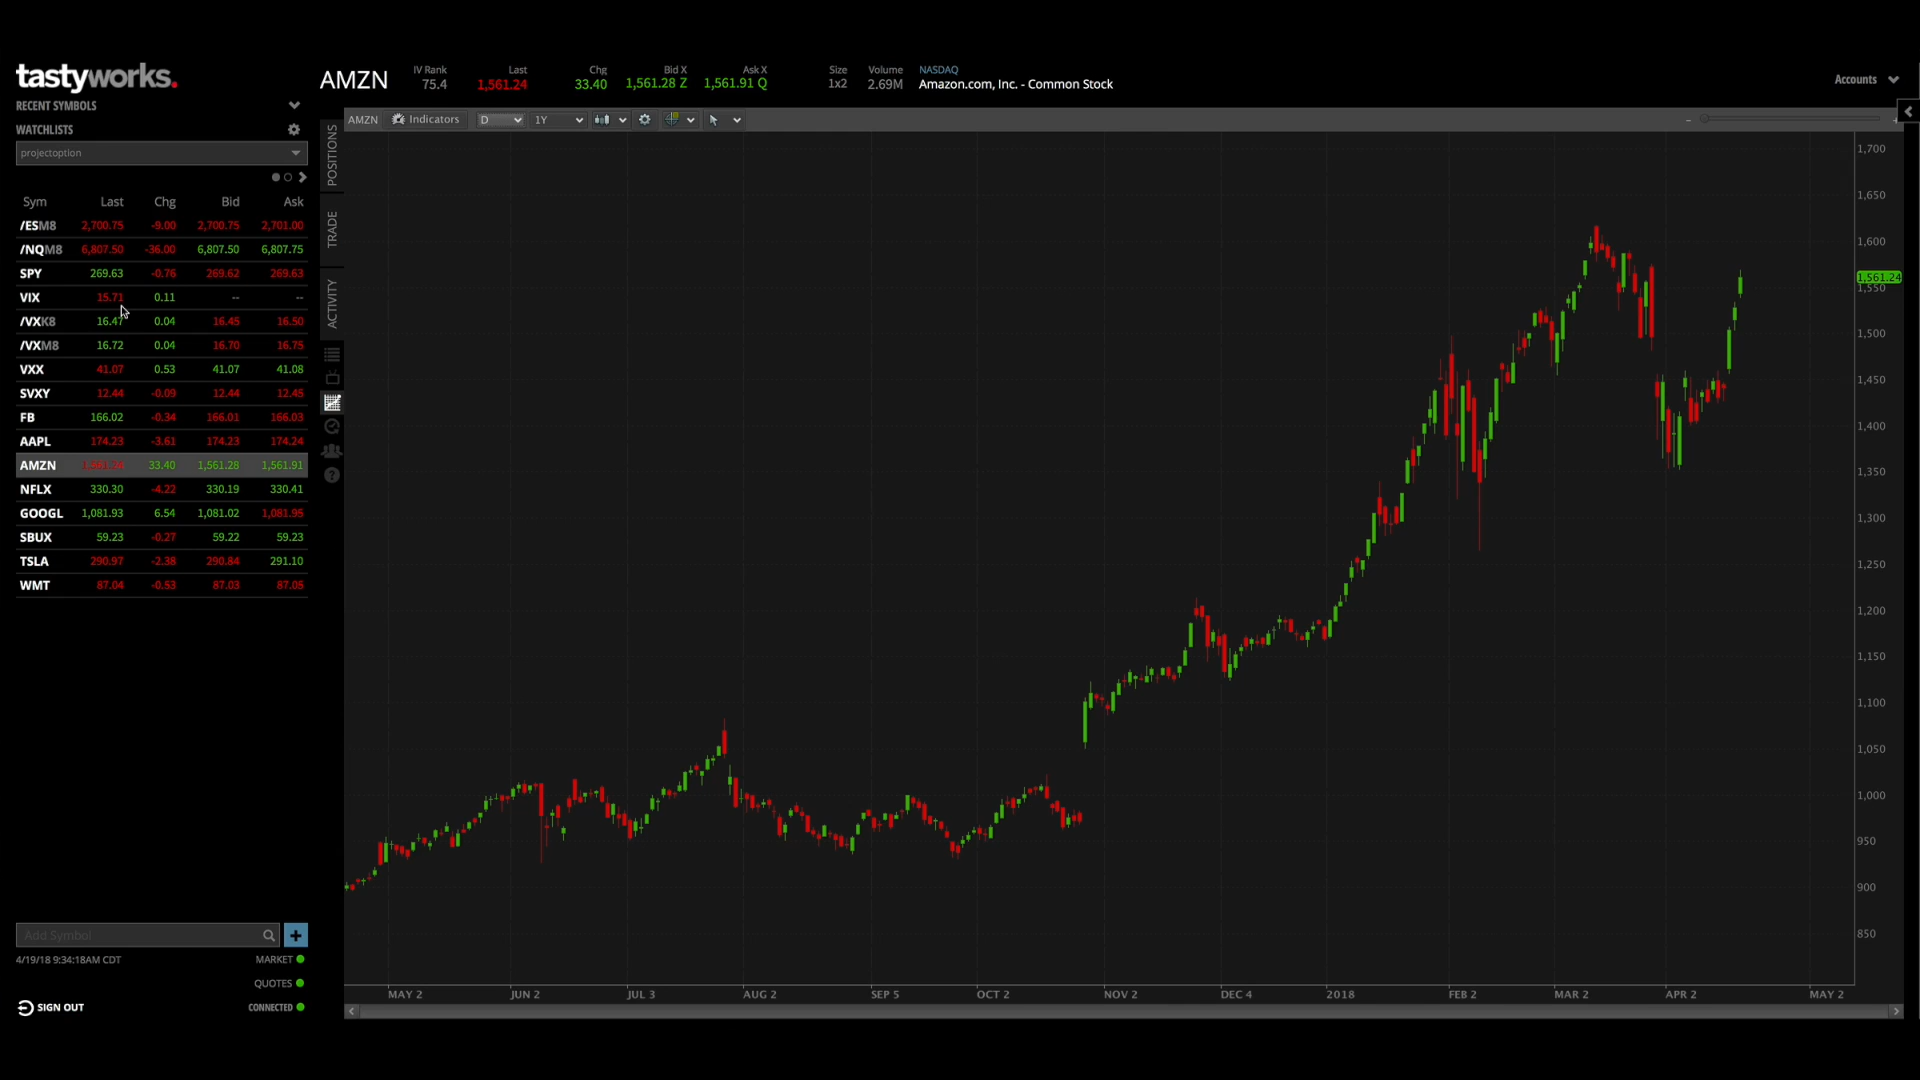 tastyworks.
RECENT SYMBOLS
WATCHLISTS
projectoption
Sym Last Chg Bid Ask
/ESM8 2,700.75 -9.00 2,700.75 2,701.00
/NQM8 6,807.50 -36.00 6,807.50 6,807.75
SPY 269.63 -0.76 269.62 269.63
VIX 15.71 0.11 -- --
/VXK8 16.47 0.04 16.45 16.50
/VXM8 16.72 0.04 16.70 16.75
VXX 41.07 0.53 41.07 41.08
SVXY 12.44 -0.09 12.44 12.45
FB 166.02 -0.34 166.01 166.03
AAPL 174.23 -3.61 174.23 174.24
AMZN 1,561.24 33.40 1,561.28 1,561.91
NFLX 330.30 -4.22 330.19 330.41
GOOGL 1,081.93 6.54 1,081.02 1,081.95
SBUX 59.23 -0.27 59.22 59.23
TSLA 290.97 -2.38 290.84 291.10
WMT 87.04 -0.53 87.03 87.05
Add Symbol
4/19/18 9:34:18AM CDT MARKET
QUOTES
SIGN OUT CONNECTED
AMZN
IV Rank Last Chg Bid X Ask X Size Volume NASDAQ
75.4 1,561.24 33.40 1,561.28 Z 1,561.91 Q 1x2 2.69M Amazon.com, Inc. - Common Stock
Accounts
POSITIONS
TRADE
ACTIVITY
AMZN Indicators D 1Y
1,700
1,650
1,600
1,561.24
1,550
1,500
1,450
1,400
1,350
1,300
1,250
1,200
1,150
1,100
1,050
1,000
950
900
850
MAY 2 JUN 2 JUL 3 AUG 2 SEP 5 OCT 2 NOV 2 DEC 4 2018 FEB 2 MAR 2 APR 2 MAY 2